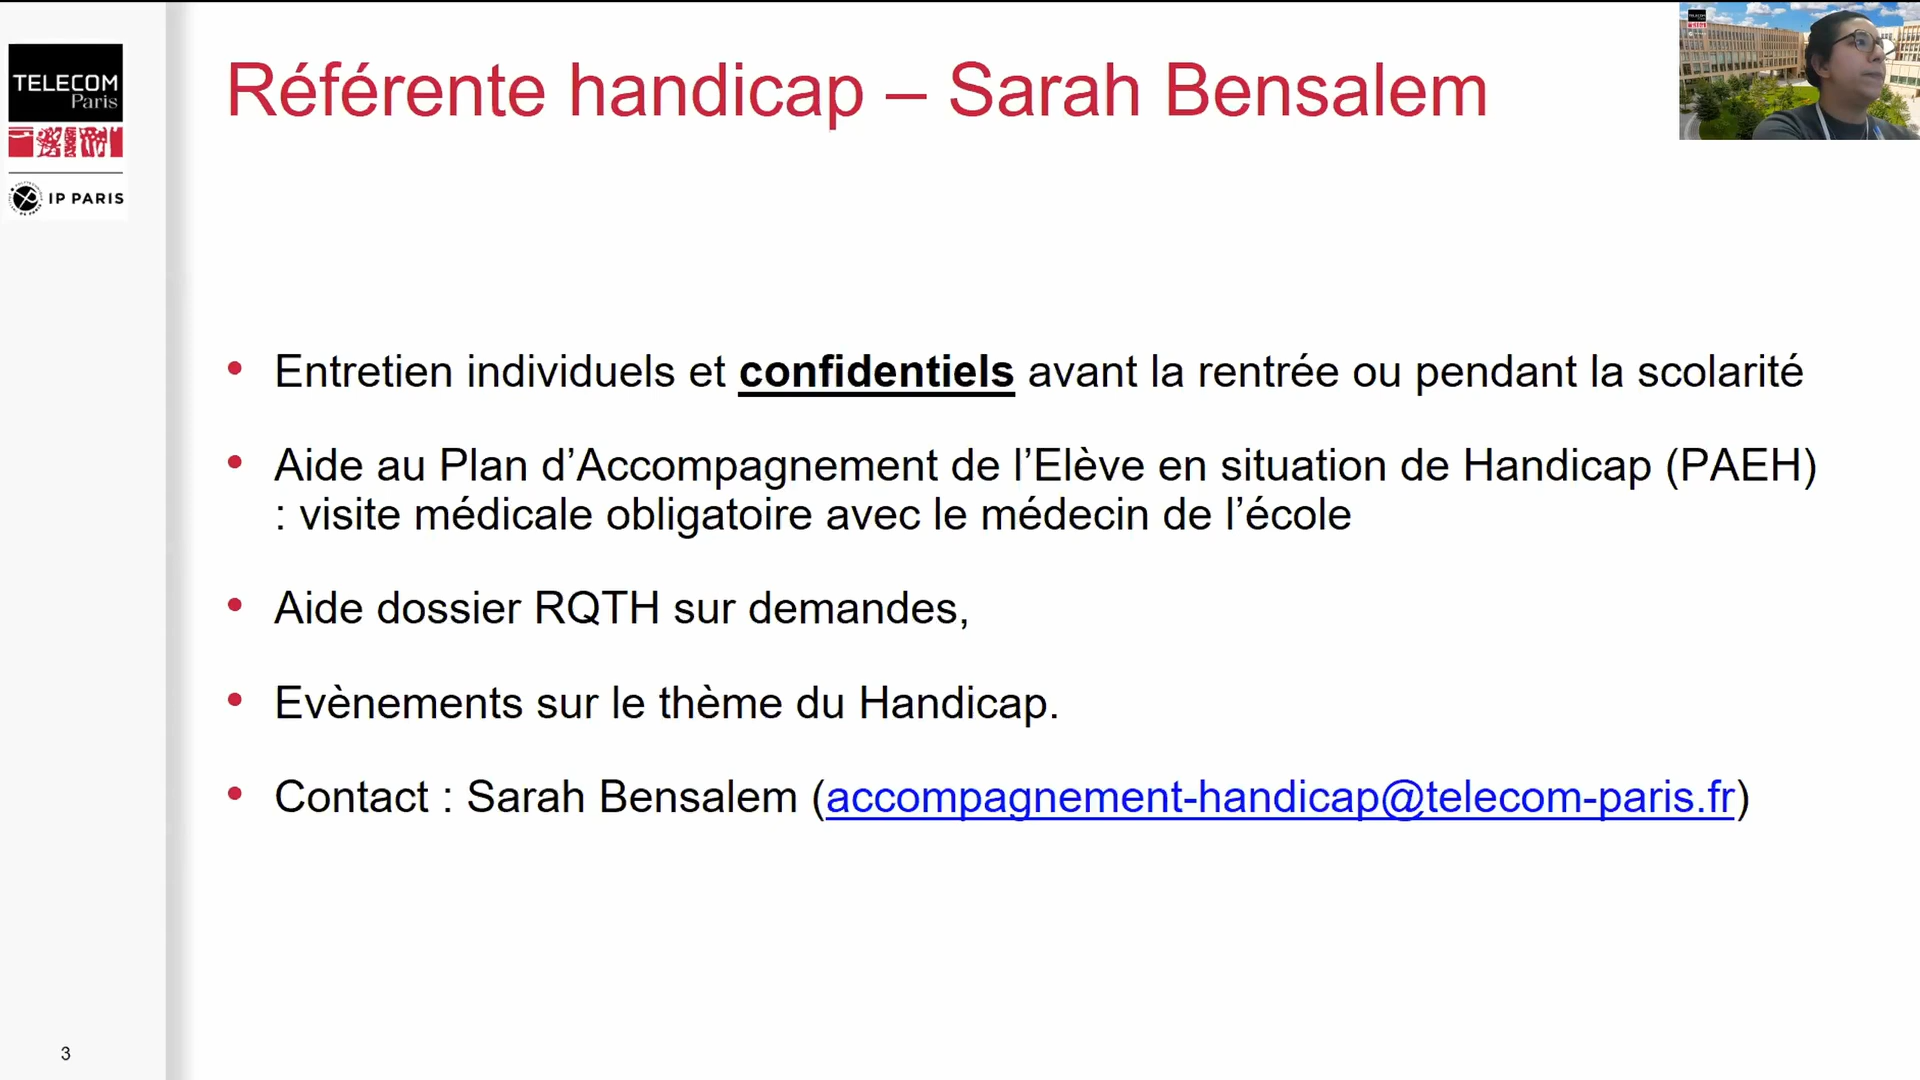 TELECOM
Paris
IP PARIS
Référente handicap – Sarah Bensalem
• Entretien individuels et confidentiels avant la rentrée ou pendant la scolarité
• Aide au Plan d’Accompagnement de l’Elève en situation de Handicap (PAEH)
: visite médicale obligatoire avec le médecin de l’école
• Aide dossier RQTH sur demandes,
• Evènements sur le thème du Handicap.
• Contact : Sarah Bensalem (accompagnement-handicap@telecom-paris.fr)
3